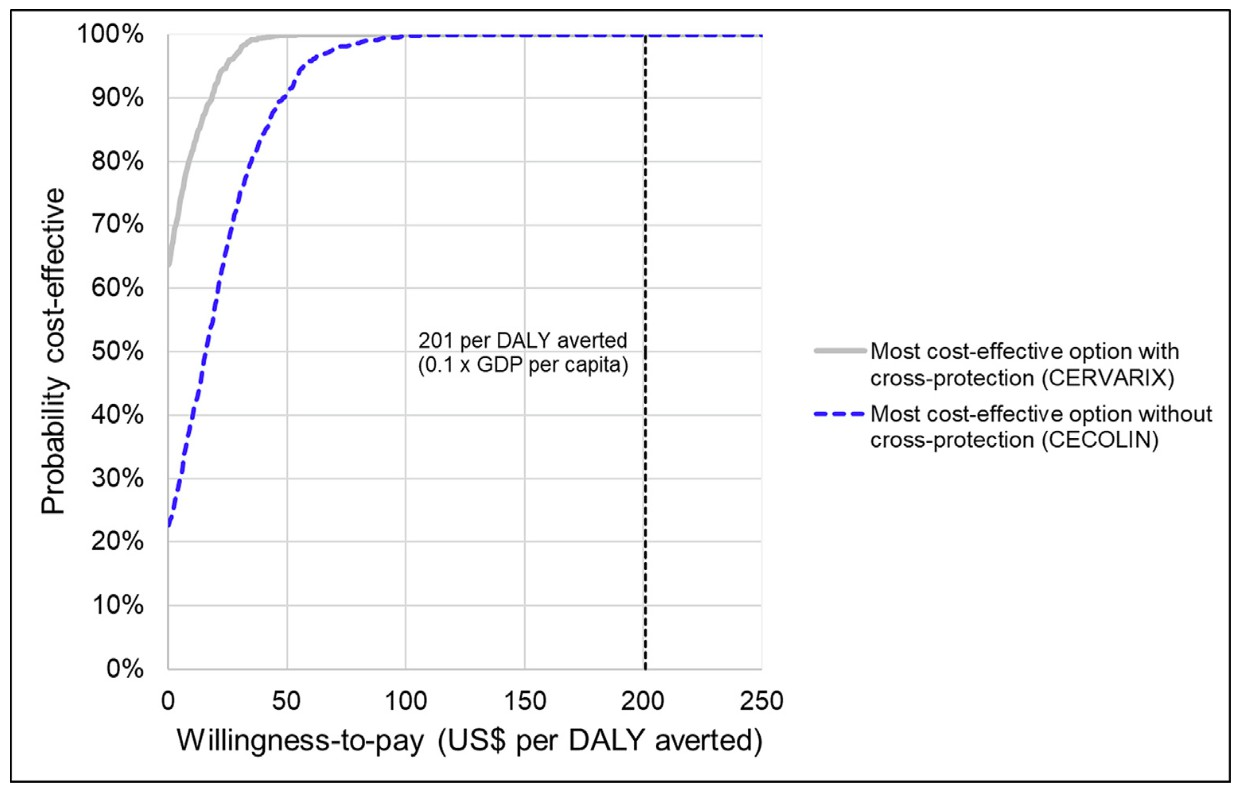 100%
90%
80%
70%
60%
50%
40%
30%
20%
10%
0%
Probability cost-effective
201 per DALY averted
(0.1 x GDP per capita)
0 50 100 150 200 250
Willingness-to-pay (US$ per DALY averted)
Most cost-effective option with
cross-protection (CERVARIX)
Most cost-effective option without
cross-protection (CECOLIN)